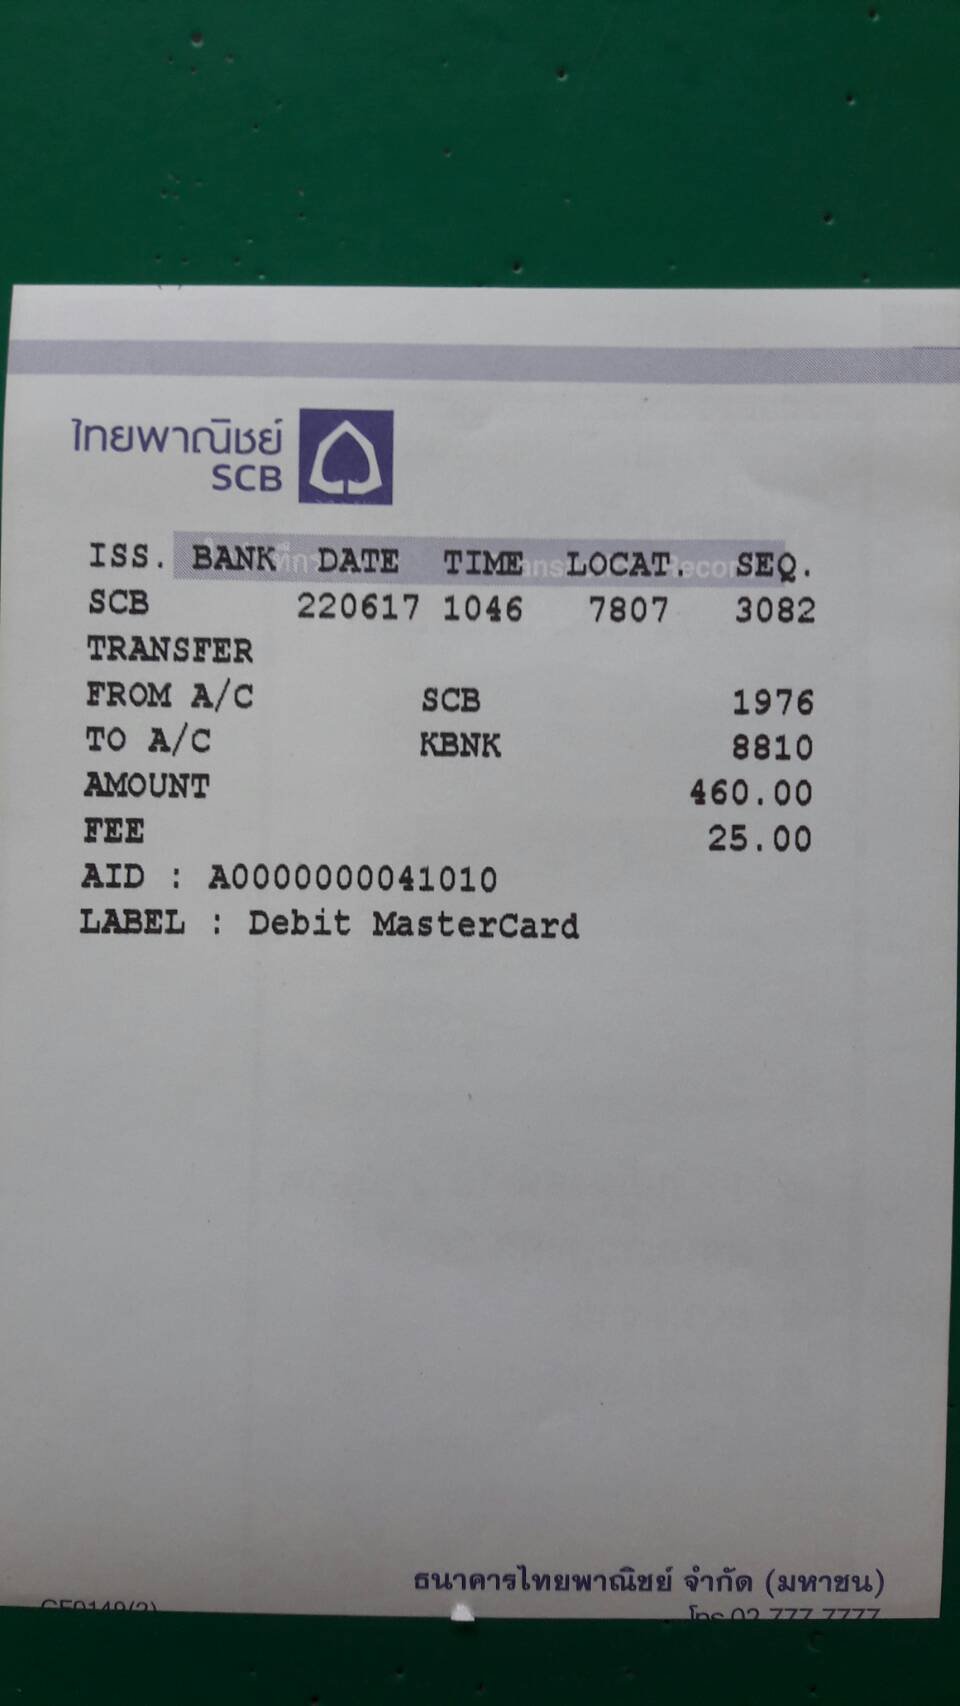 ไทยพาณิชย์
SCB
ISS. BANK DATE TIME LOCAT. SEQ.
SCB 220617 1046 7807 3082
TRANSFER
FROM A/C SCB 1976
TO A/C KBNK 8810
AMOUNT 460.00
FEE 25.00
AID : A0000000041010
LABEL : Debit MasterCard
ธนาคารไทยพาณิชย์ จำกัด (มหาชน)
โทร.02 777 7777